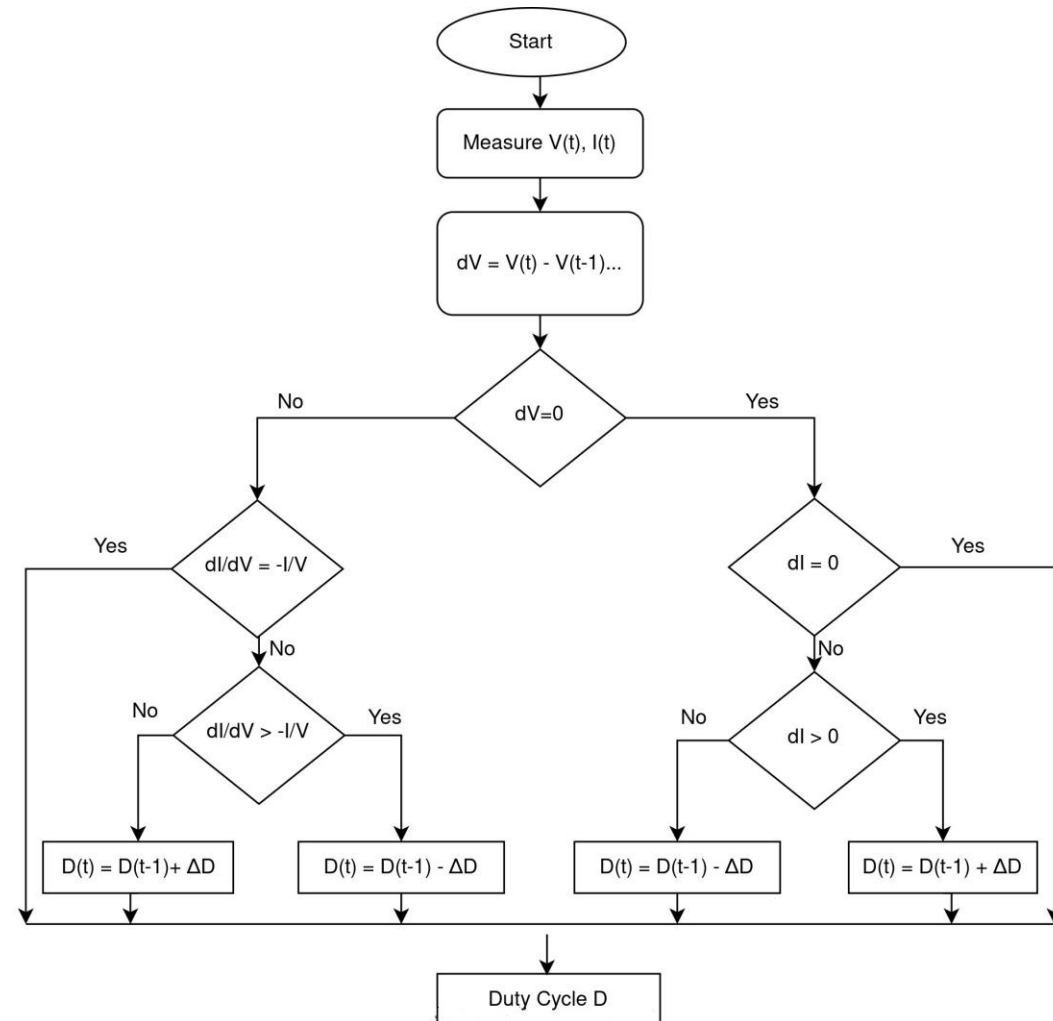 Start
Measure V(t), I(t)
dV = V(t) - V(t-1)...
No
dV=0
Yes
Yes
dI/dV = -I/V
dI = 0
Yes
No
No
No
dI/dV > -I/V
Yes
No
dI > 0
Yes
D(t) = D(t-1)+ ΔD
D(t) = D(t-1) - ΔD
D(t) = D(t-1) - ΔD
D(t) = D(t-1) + ΔD
Duty Cycle D